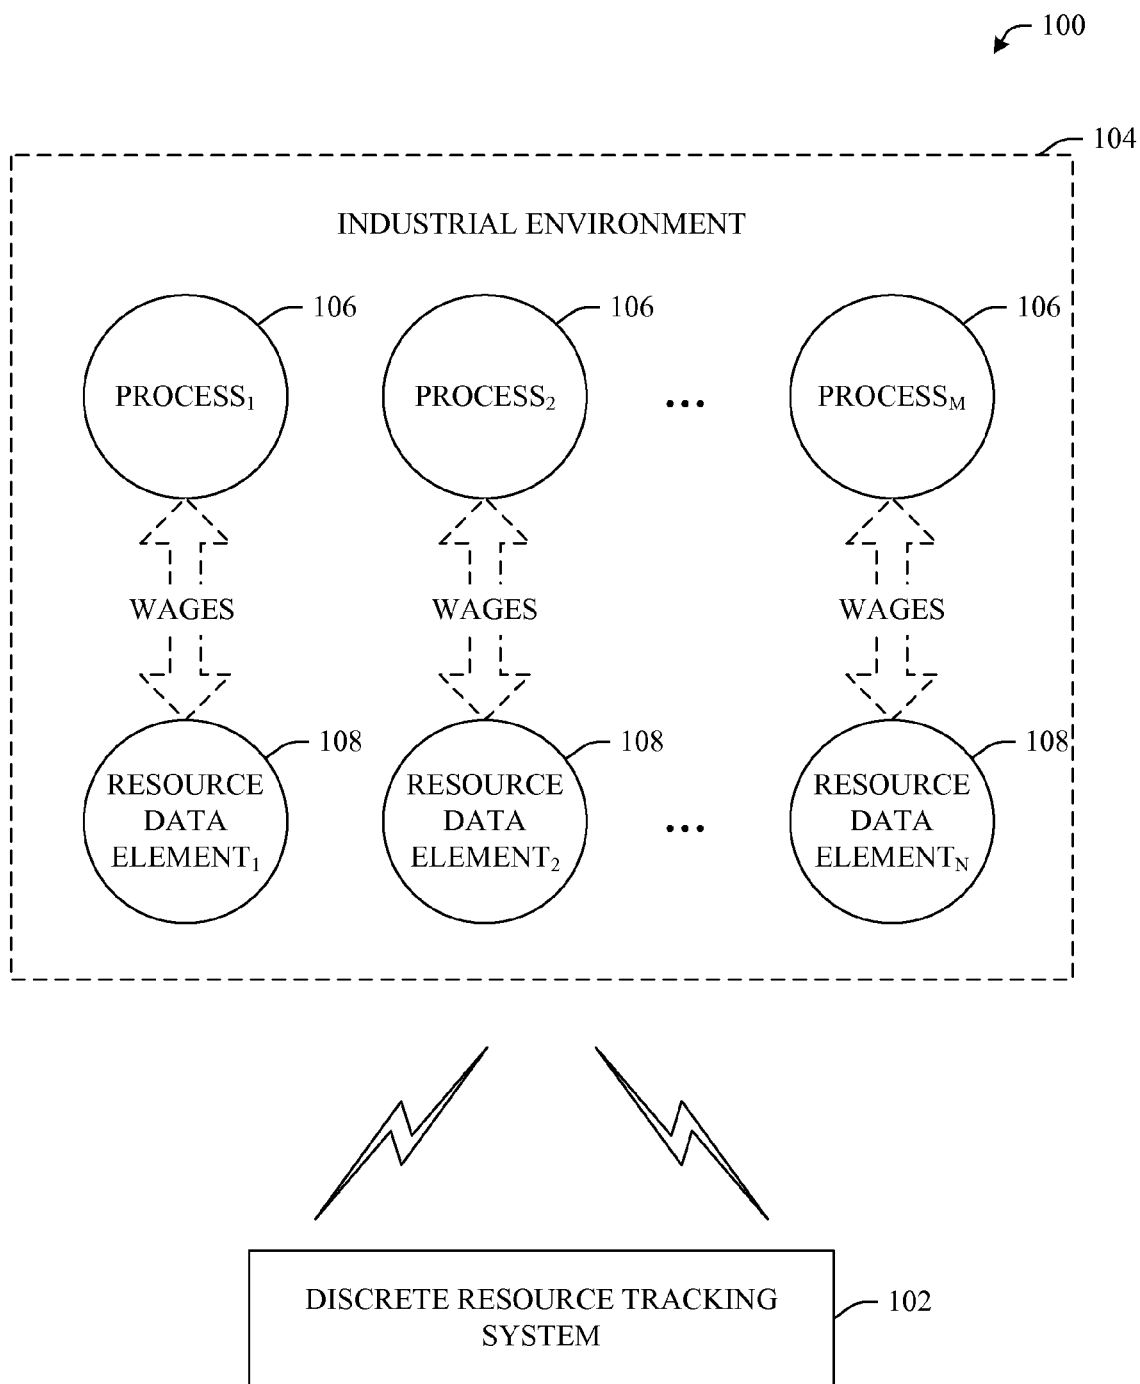 100
104
INDUSTRIAL ENVIRONMENT
106
106
106
PROCESS₁
PROCESS₂
...
PROCESSM
WAGES
WAGES
WAGES
108
108
108
RESOURCE
DATA
ELEMENT₁
RESOURCE
DATA
ELEMENT₂
...
RESOURCE
DATA
ELEMENTN
DISCRETE RESOURCE TRACKING
SYSTEM
102